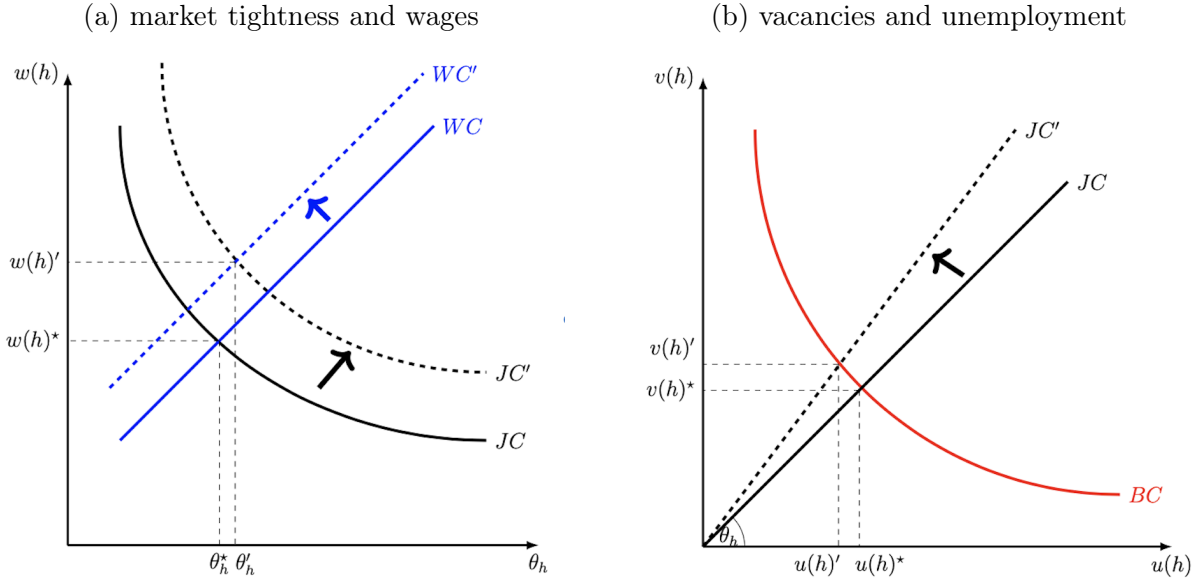 (a) market tightness and wages
w(h)
WC′
WC
w(h)′
w(h)⋆
JC′
JC
θ⋆h θ′h
θh
(b) vacancies and unemployment
v(h)
JC′
JC
v(h)′
v(h)⋆
BC
θh
u(h)′ u(h)⋆
u(h)